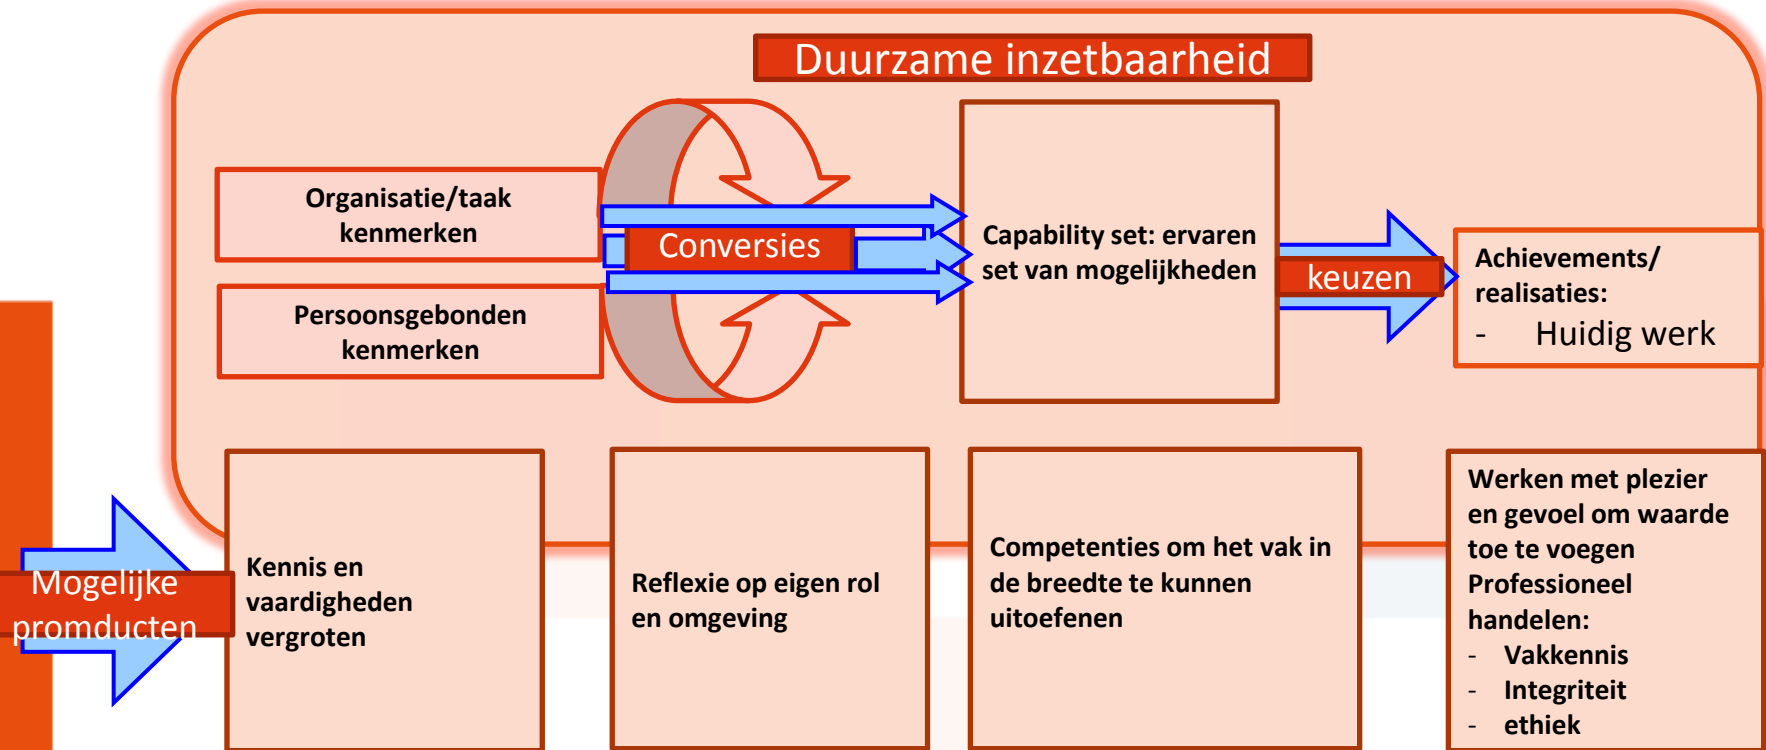 Duurzame inzetbaarheid
Organisatie/taak
kenmerken
Persoonsgebonden
kenmerken
Conversies
Capability set: ervaren
set van mogelijkheden
keuzen
Achievements/
realisaties:
- Huidig werk
Mogelijke
promducten
Kennis en
vaardigheden
vergroten
Reflexie op eigen rol
en omgeving
Competenties om het vak in
de breedte te kunnen
uitoefenen
Werken met plezier
en gevoel om waarde
toe te voegen
Professioneel
handelen:
- Vakkennis
- Integriteit
- ethiek